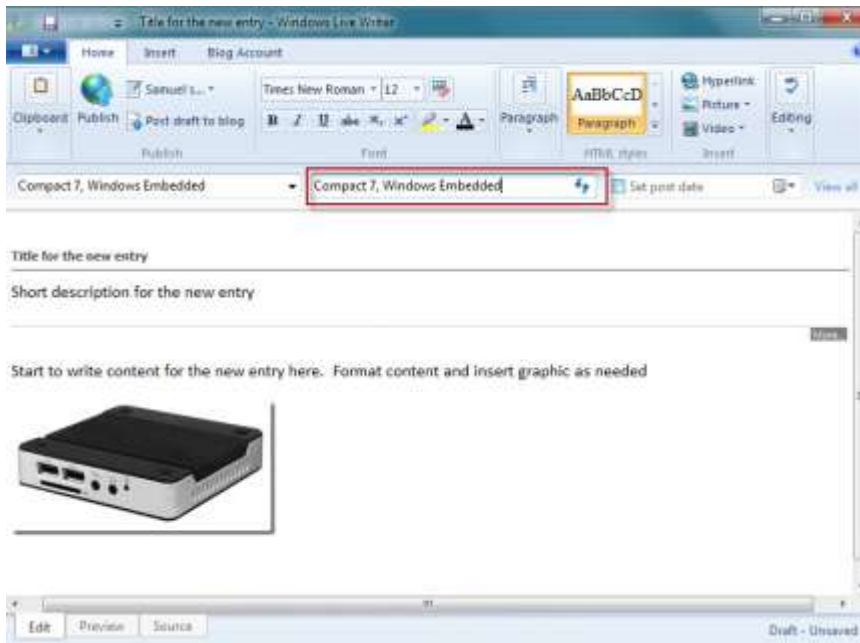 Title for the new entry - Windows Live Writer
Home Insert Blog Account
Clipboard
Publish
Samuel s...
Post draft to blog
Publish
Times New Roman 12
B I U abc
Font
Paragraph
AaBbCcD
Paragraph
HTML styles
Hyperlink
Picture
Video
Insert
Editing
Compact 7, Windows Embedded
Compact 7, Windows Embedded
Set post date
View all
Title for the new entry
Short description for the new entry
More...
Start to write content for the new entry here. Format content and insert graphic as needed
Edit Preview Source
Draft - Unsaved